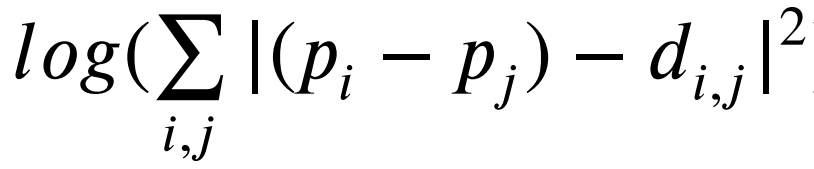 log(∑_{i,j} |(p_i − p_j) − d_{i,j}|^2